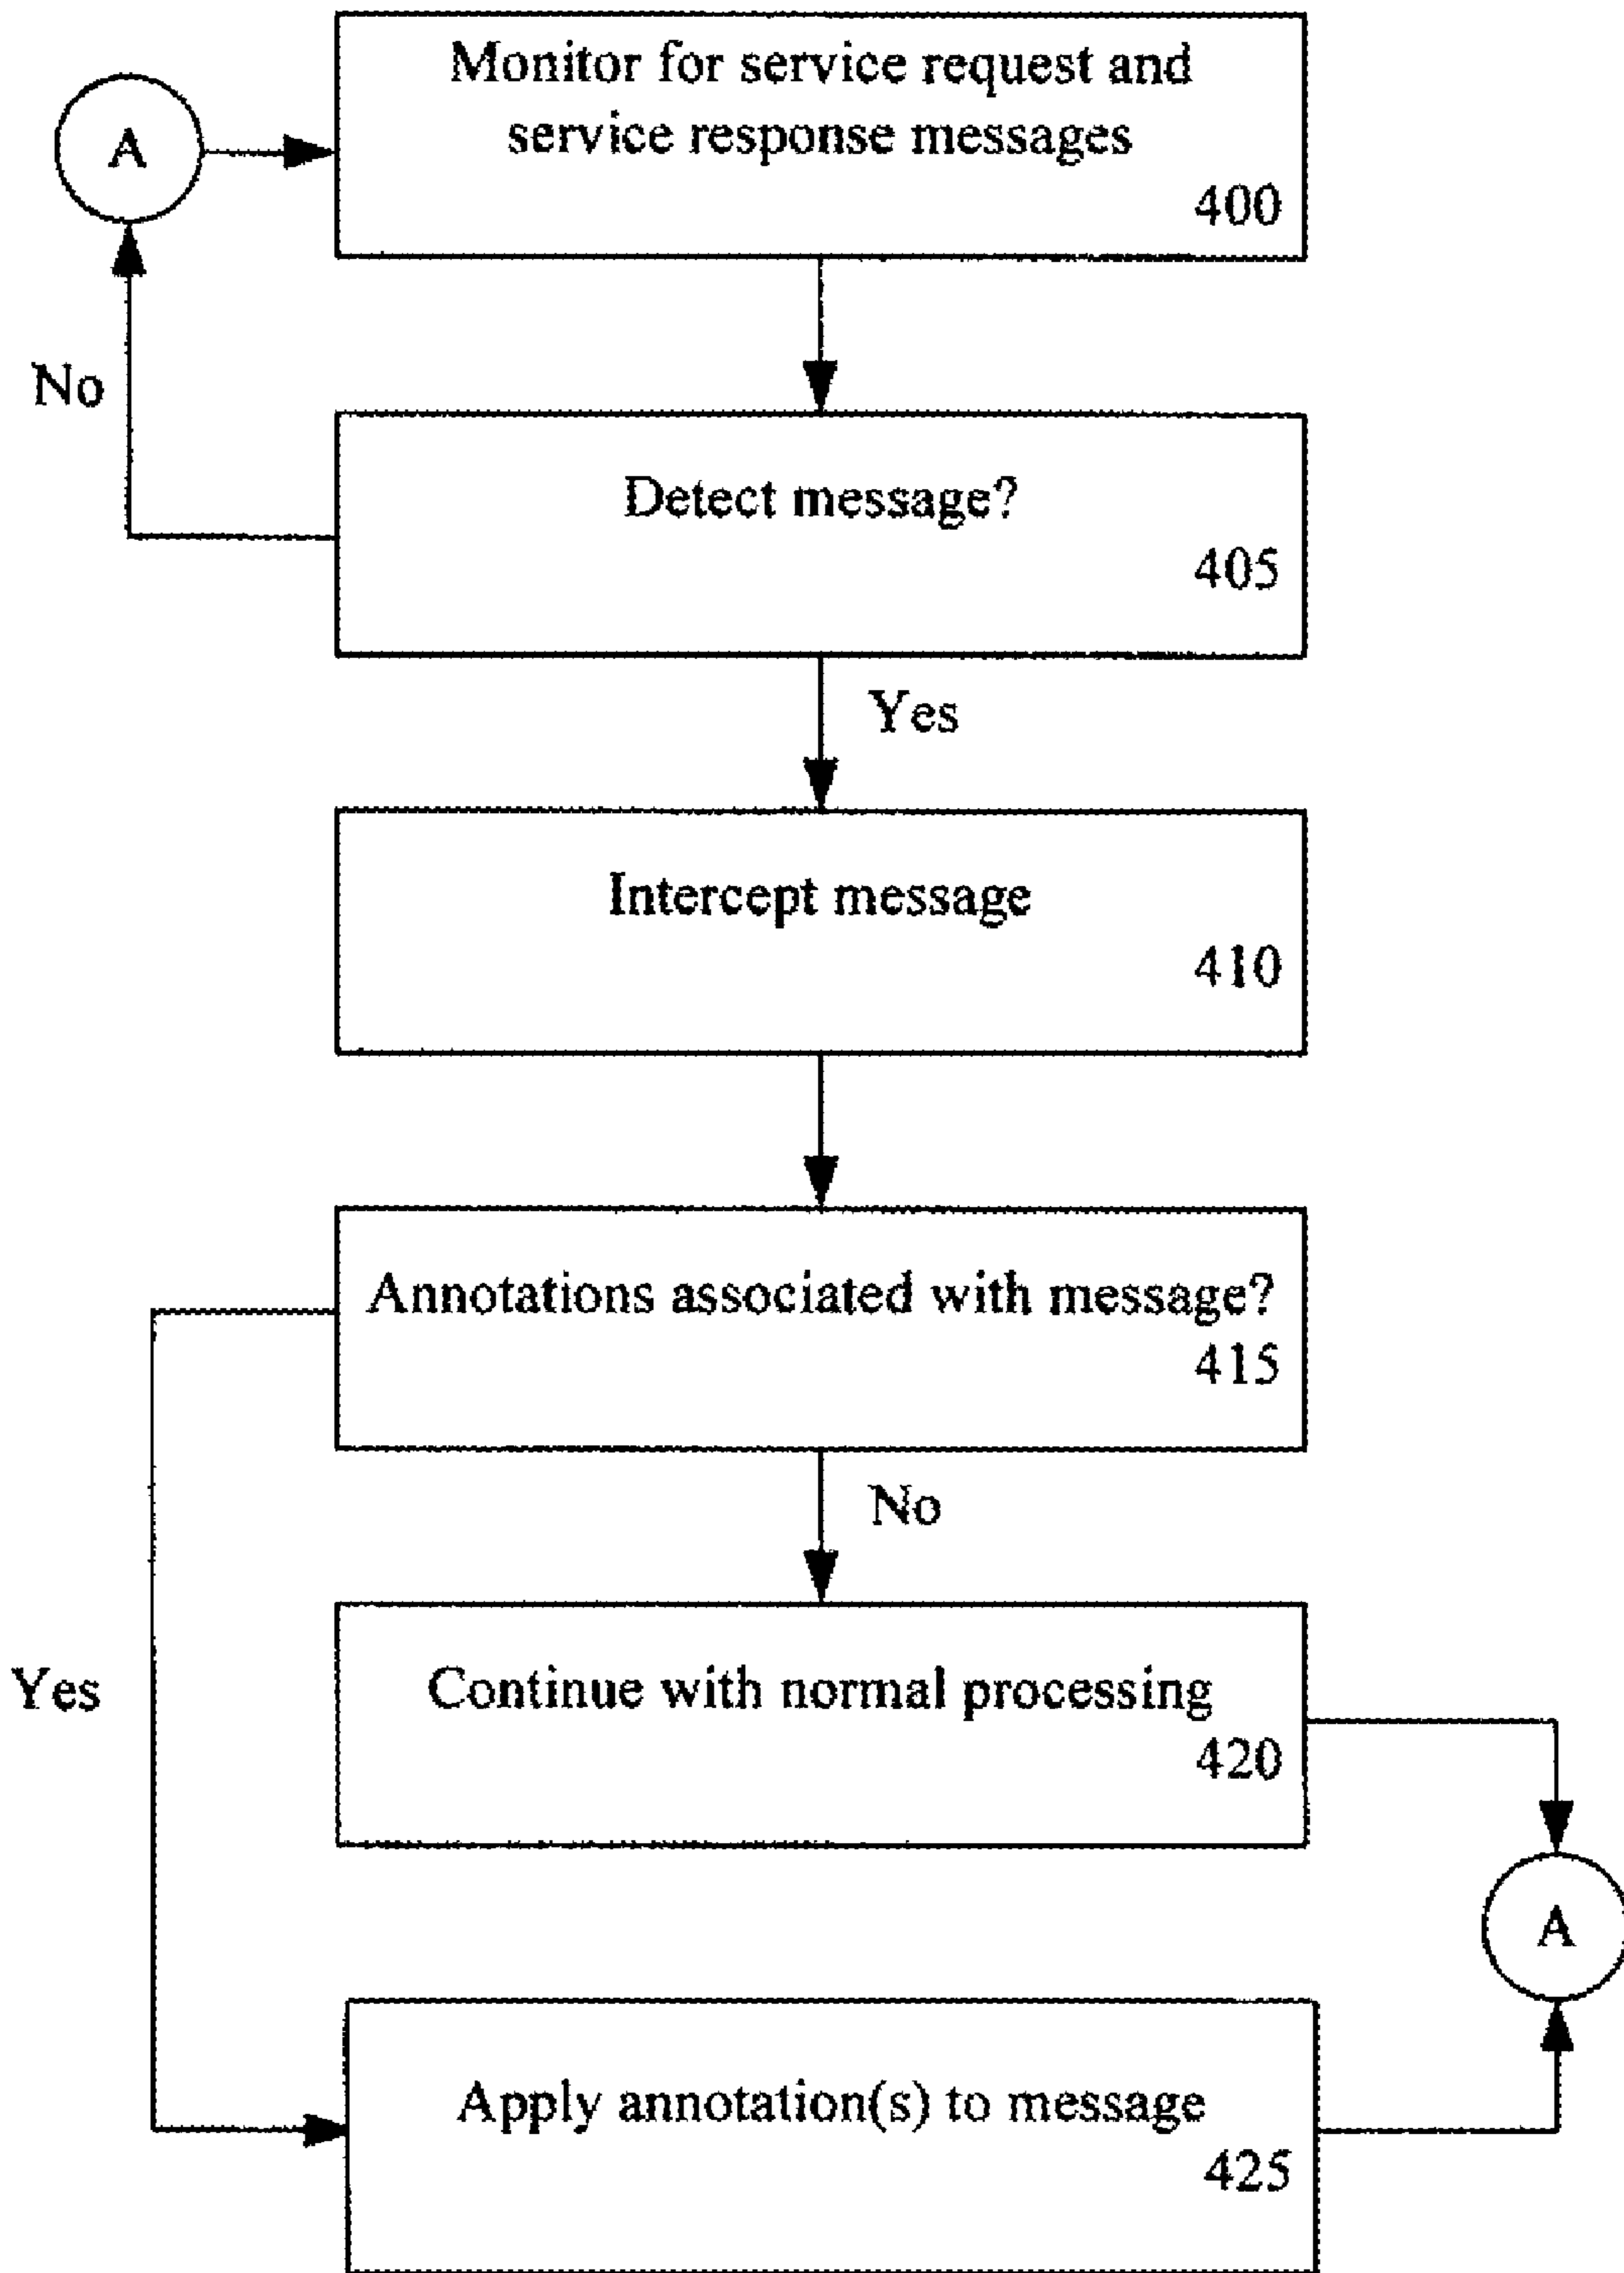 Monitor for service request and
service response messages
400
A
No
Detect message?
405
Yes
Intercept message
410
Annotations associated with message?
415
No
Yes
Continue with normal processing
420
A
Apply annotation(s) to message
425